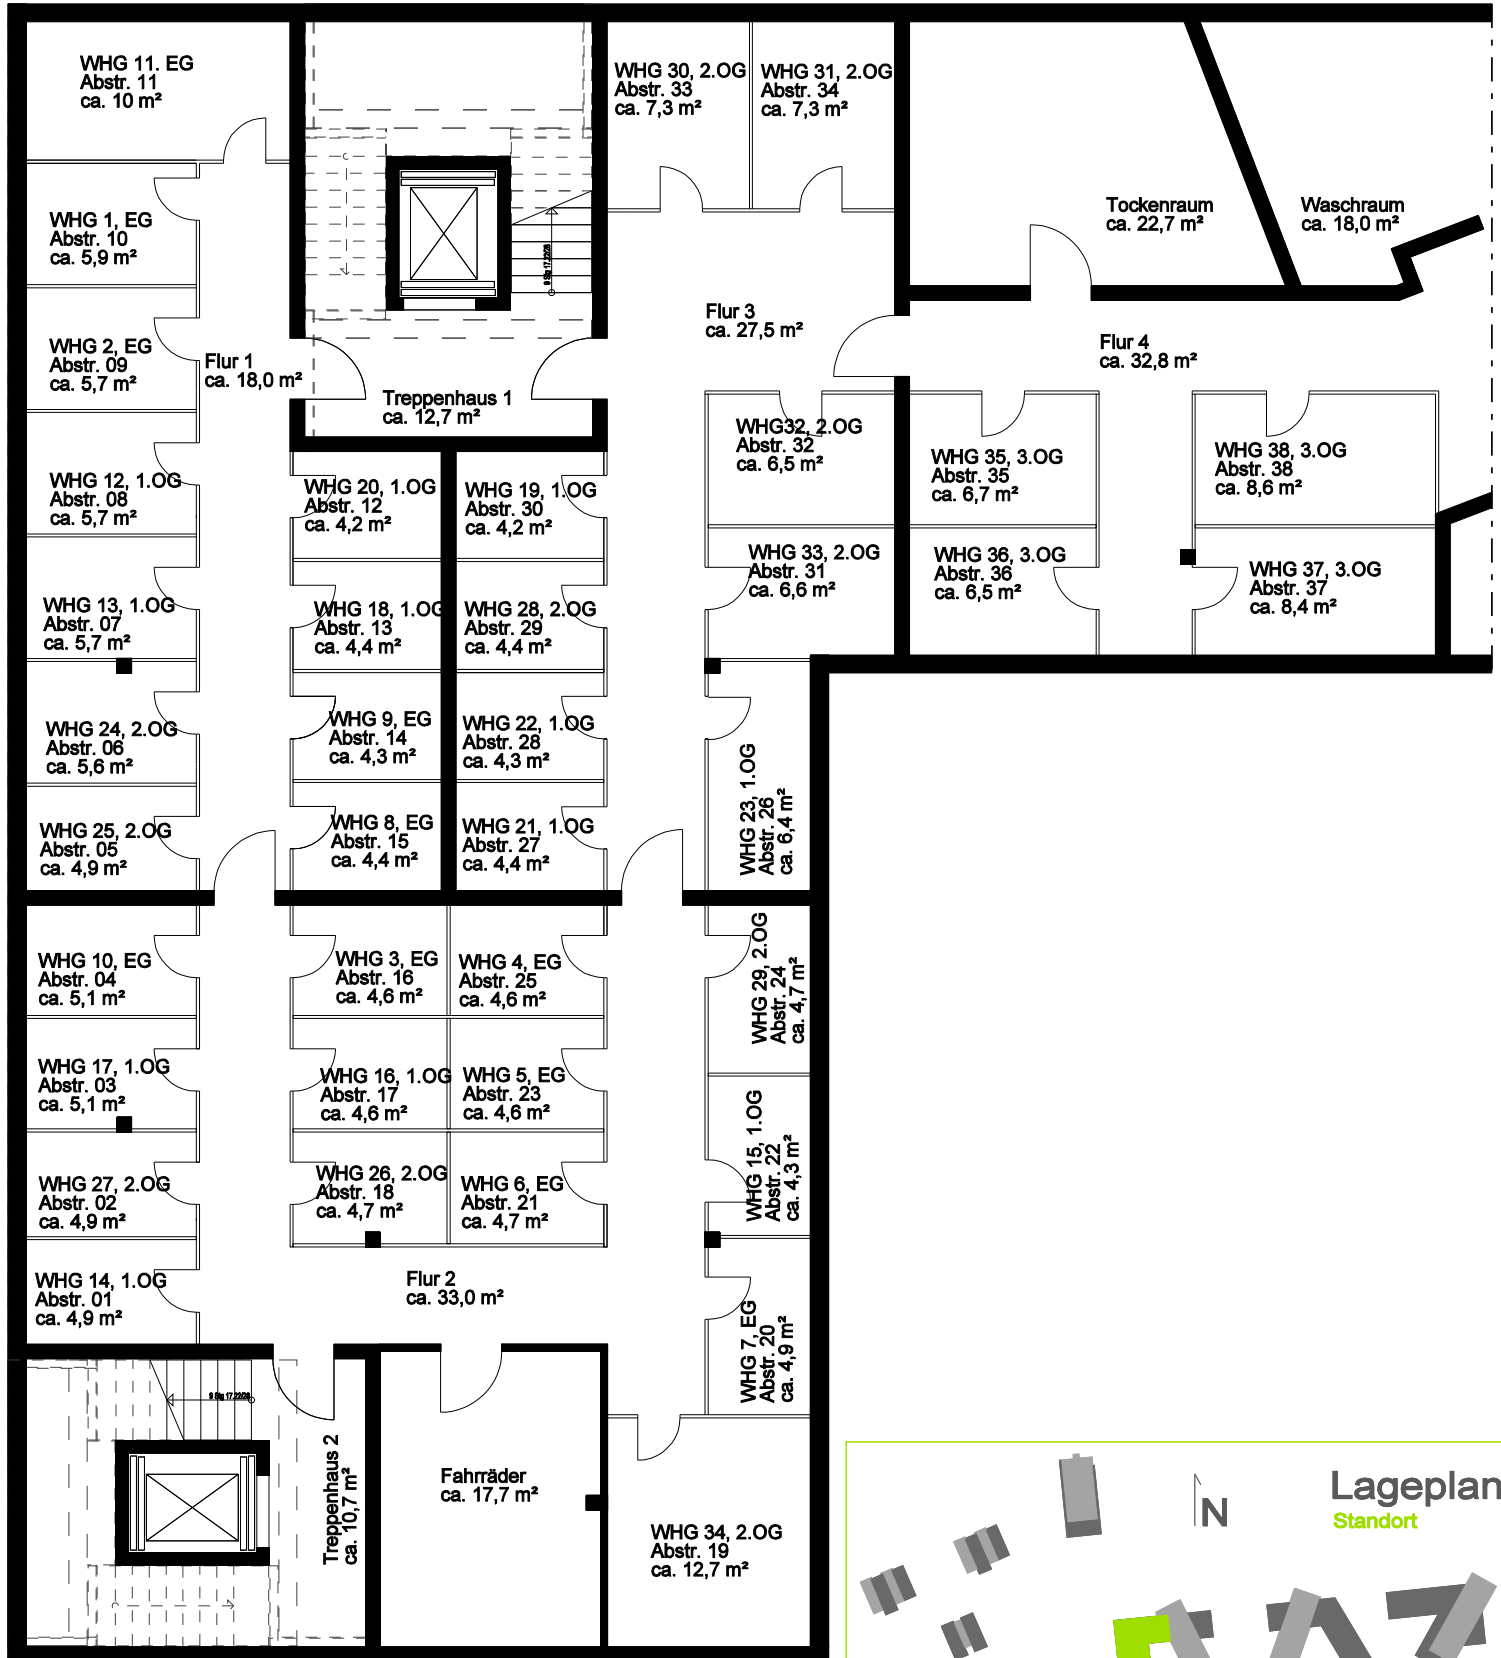 WHG 11. EG
Abstr. 11
ca. 10 m²
WHG 30, 2.OG
Abstr. 33
ca. 7,3 m²
WHG 31, 2.OG
Abstr. 34
ca. 7,3 m²
WHG 1, EG
Abstr. 10
ca. 5,9 m²
Tockenraum
ca. 22,7 m²
Waschraum
ca. 18,0 m²
9 Stg 17,22/28
WHG 2, EG
Abstr. 09
ca. 5,7 m²
Flur 1
ca. 18,0 m²
Treppenhaus 1
ca. 12,7 m²
Flur 3
ca. 27,5 m²
Flur 4
ca. 32,8 m²
WHG 12, 1.OG
Abstr. 08
ca. 5,7 m²
WHG 20, 1.OG
Abstr. 12
ca. 4,2 m²
WHG 19, 1.OG
Abstr. 30
ca. 4,2 m²
WHG32, 2.OG
Abstr. 32
ca. 6,5 m²
WHG 35, 3.OG
Abstr. 35
ca. 6,7 m²
WHG 38, 3.OG
Abstr. 38
ca. 8,6 m²
WHG 13, 1.OG
Abstr. 07
ca. 5,7 m²
WHG 18, 1.OG
Abstr. 13
ca. 4,4 m²
WHG 28, 2.OG
Abstr. 29
ca. 4,4 m²
WHG 33, 2.OG
Abstr. 31
ca. 6,6 m²
WHG 36, 3.OG
Abstr. 36
ca. 6,5 m²
WHG 37, 3.OG
Abstr. 37
ca. 8,4 m²
WHG 24, 2.OG
Abstr. 06
ca. 5,6 m²
WHG 9, EG
Abstr. 14
ca. 4,3 m²
WHG 22, 1.OG
Abstr. 28
ca. 4,3 m²
WHG 23, 1.OG
Abstr. 26
ca. 6,4 m²
WHG 25, 2.OG
Abstr. 05
ca. 4,9 m²
WHG 8, EG
Abstr. 15
ca. 4,4 m²
WHG 21, 1.OG
Abstr. 27
ca. 4,4 m²
WHG 10, EG
Abstr. 04
ca. 5,1 m²
WHG 3, EG
Abstr. 16
ca. 4,6 m²
WHG 4, EG
Abstr. 25
ca. 4,6 m²
WHG 29, 2.OG
Abstr. 24
ca. 4,7 m²
WHG 17, 1.OG
Abstr. 03
ca. 5,1 m²
WHG 16, 1.OG
Abstr. 17
ca. 4,6 m²
WHG 5, EG
Abstr. 23
ca. 4,6 m²
WHG 15, 1.OG
Abstr. 22
ca. 4,3 m²
WHG 27, 2.OG
Abstr. 02
ca. 4,9 m²
WHG 26, 2.OG
Abstr. 18
ca. 4,7 m²
WHG 6, EG
Abstr. 21
ca. 4,7 m²
WHG 14, 1.OG
Abstr. 01
ca. 4,9 m²
Flur 2
ca. 33,0 m²
WHG 7, EG
Abstr. 20
ca. 4,9 m²
9 Stg 17,22/28
Treppenhaus 2
ca. 10,7 m²
Fahrräder
ca. 17,7 m²
WHG 34, 2.OG
Abstr. 19
ca. 12,7 m²
N
Lageplan
Standort